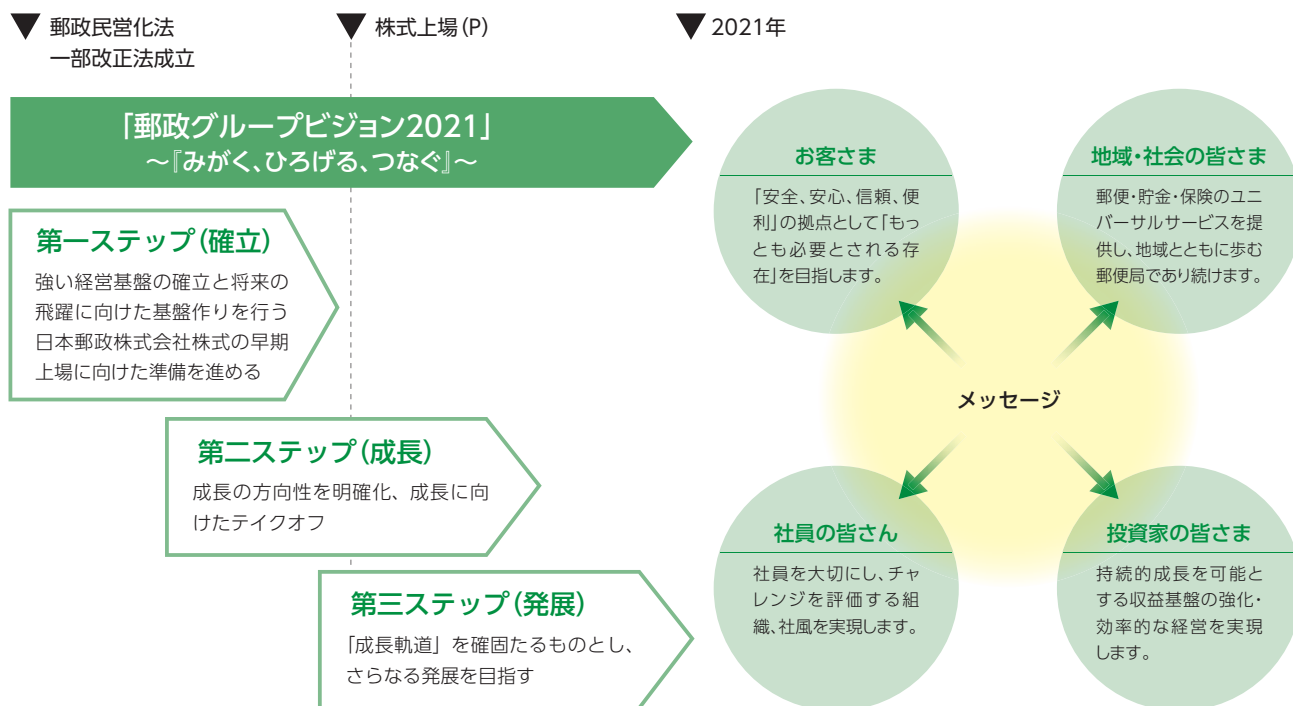 ▼ 郵政民営化法
一部改正法成立
▼ 株式上場(P)
▼ 2021年
「郵政グループビジョン2021」
～『みがく、ひろげる、つなぐ』～
第一ステップ(確立)
強い経営基盤の確立と将来の
飛躍に向けた基盤作りを行う
日本郵政株式会社株式の早期
上場に向けた準備を進める
第二ステップ(成長)
成長の方向性を明確化、成長に向
けたテイクオフ
第三ステップ(発展)
「成長軌道」を確固たるものとし、
さらなる発展を目指す
お客さま
「安全、安心、信頼、便
利」の拠点として「もっ
とも必要とされる存
在」を目指します。
地域・社会の皆さま
郵便・貯金・保険のユニ
バーサルサービスを提
供し、地域とともに歩む
郵便局であり続けます。
メッセージ
社員の皆さん
社員を大切にし、チャ
レンジを評価する組
織、社風を実現します。
投資家の皆さま
持続的成長を可能と
する収益基盤の強化・
効率的な経営を実現
します。